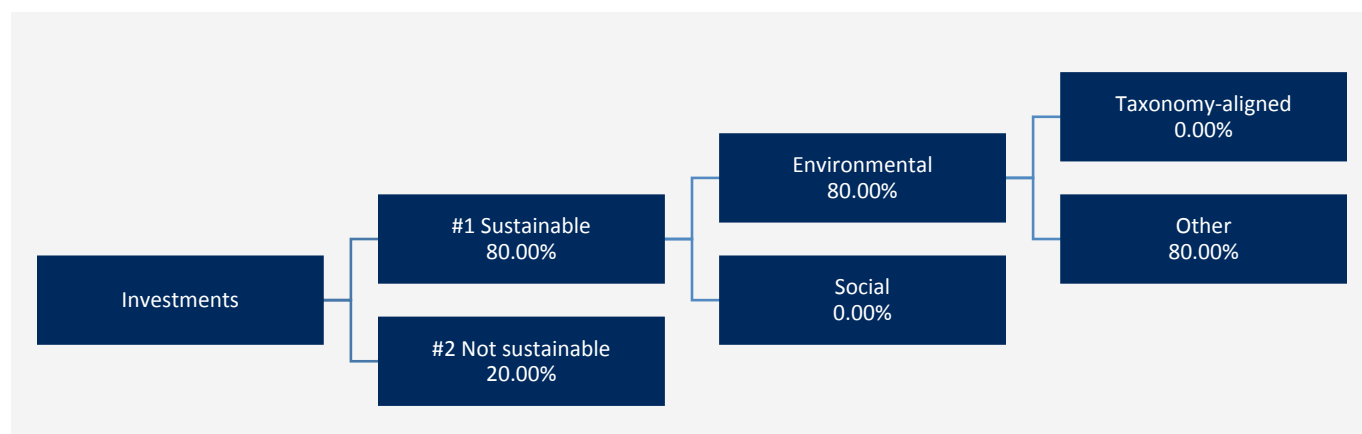 Investments
#1 Sustainable
80.00%
#2 Not sustainable
20.00%
Environmental
80.00%
Social
0.00%
Taxonomy-aligned
0.00%
Other
80.00%